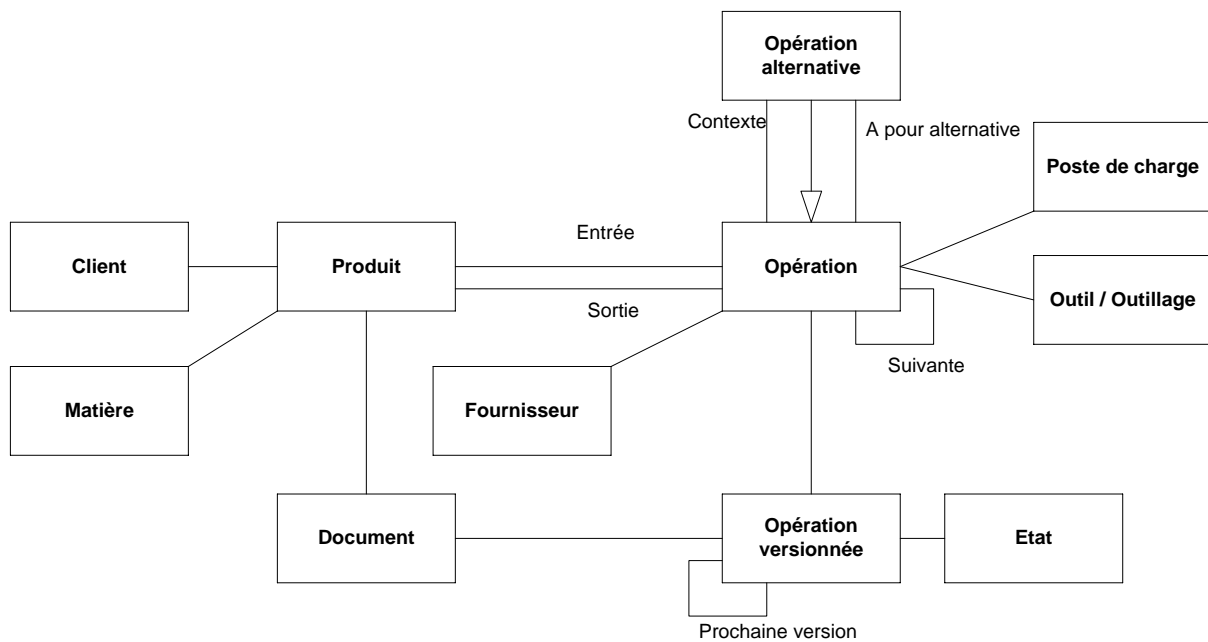 Opération
alternative
Contexte
A pour alternative
Poste de charge
Client
Produit
Entrée
Opération
Sortie
Outil / Outillage
Suivante
Matière
Fournisseur
Document
Opération
versionnée
Etat
Prochaine version